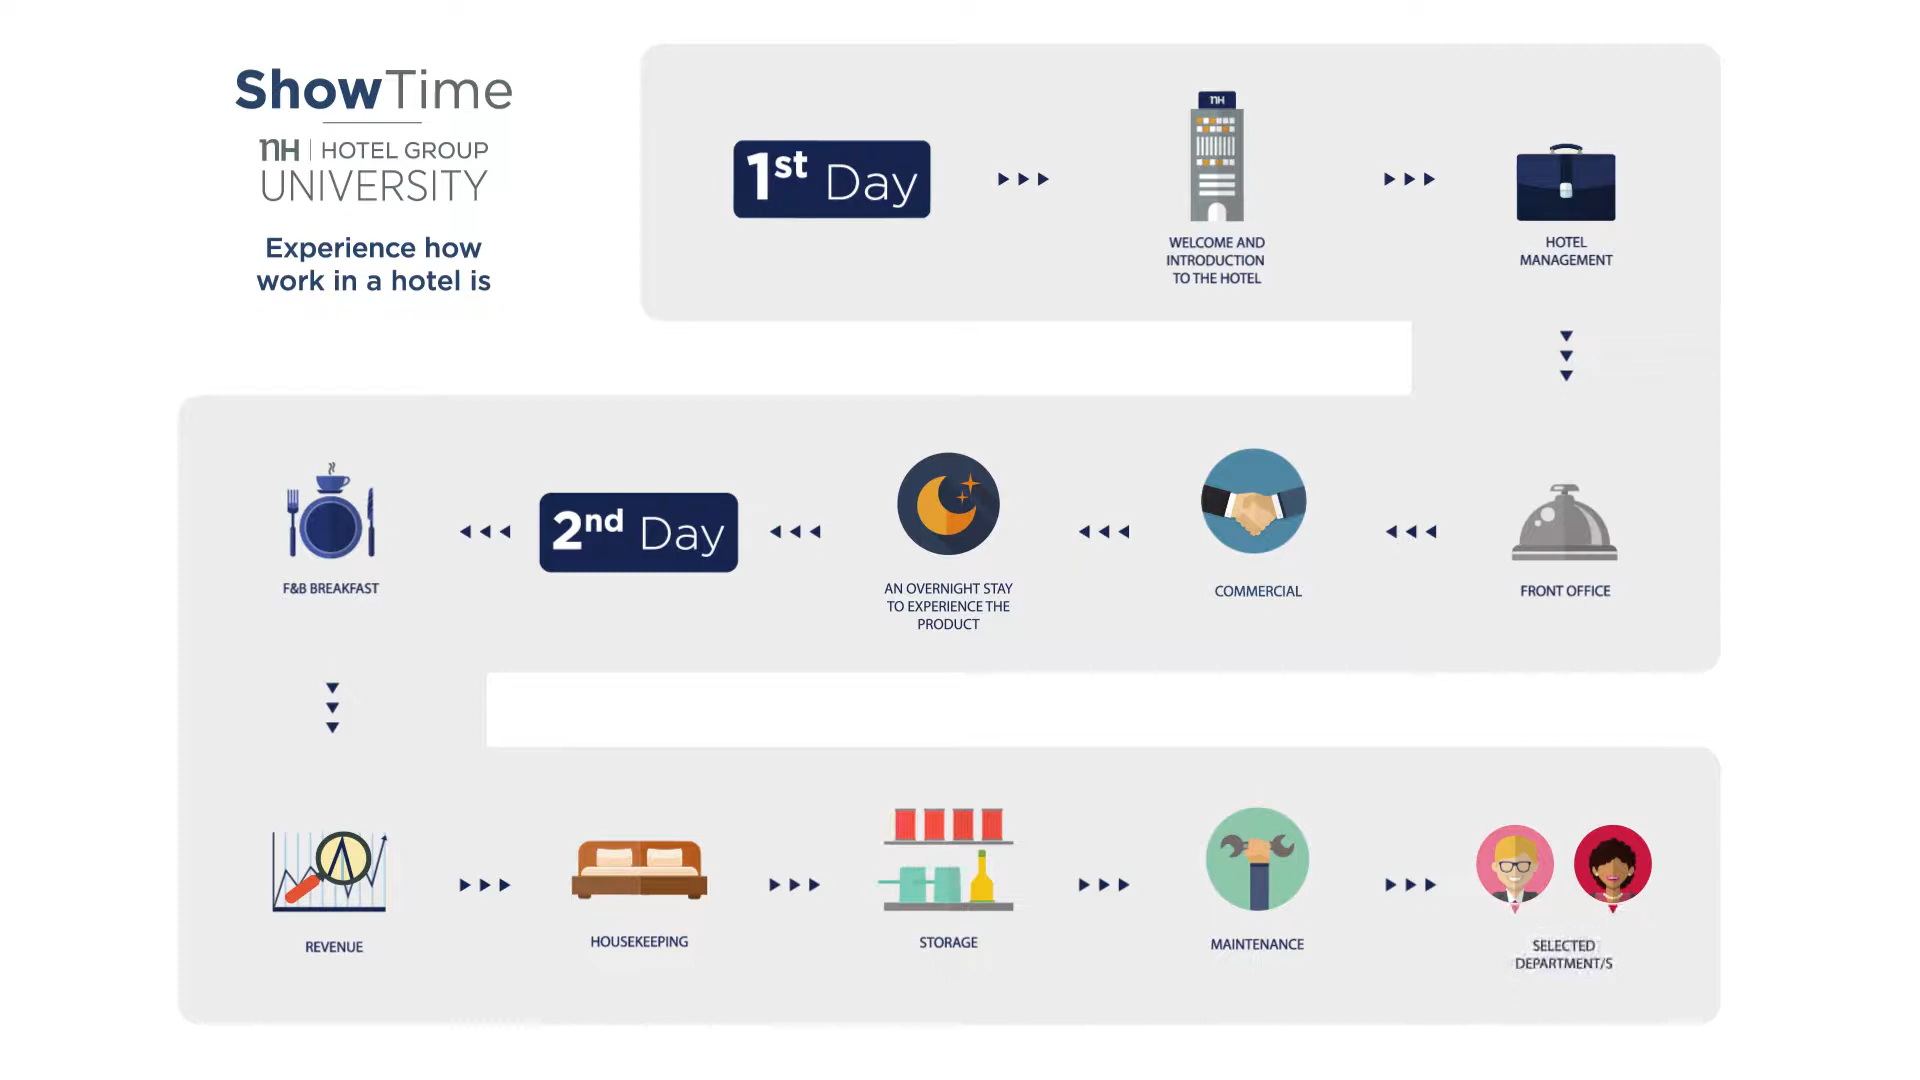 ShowTime
nH | HOTEL GROUP
UNIVERSITY
Experience how
work in a hotel is
1st Day
nH
WELCOME AND
INTRODUCTION
TO THE HOTEL
HOTEL
MANAGEMENT
FRONT OFFICE
COMMERCIAL
AN OVERNIGHT STAY
TO EXPERIENCE THE
PRODUCT
2nd Day
F&B BREAKFAST
REVENUE
HOUSEKEEPING
STORAGE
MAINTENANCE
SELECTED
DEPARTMENT/S